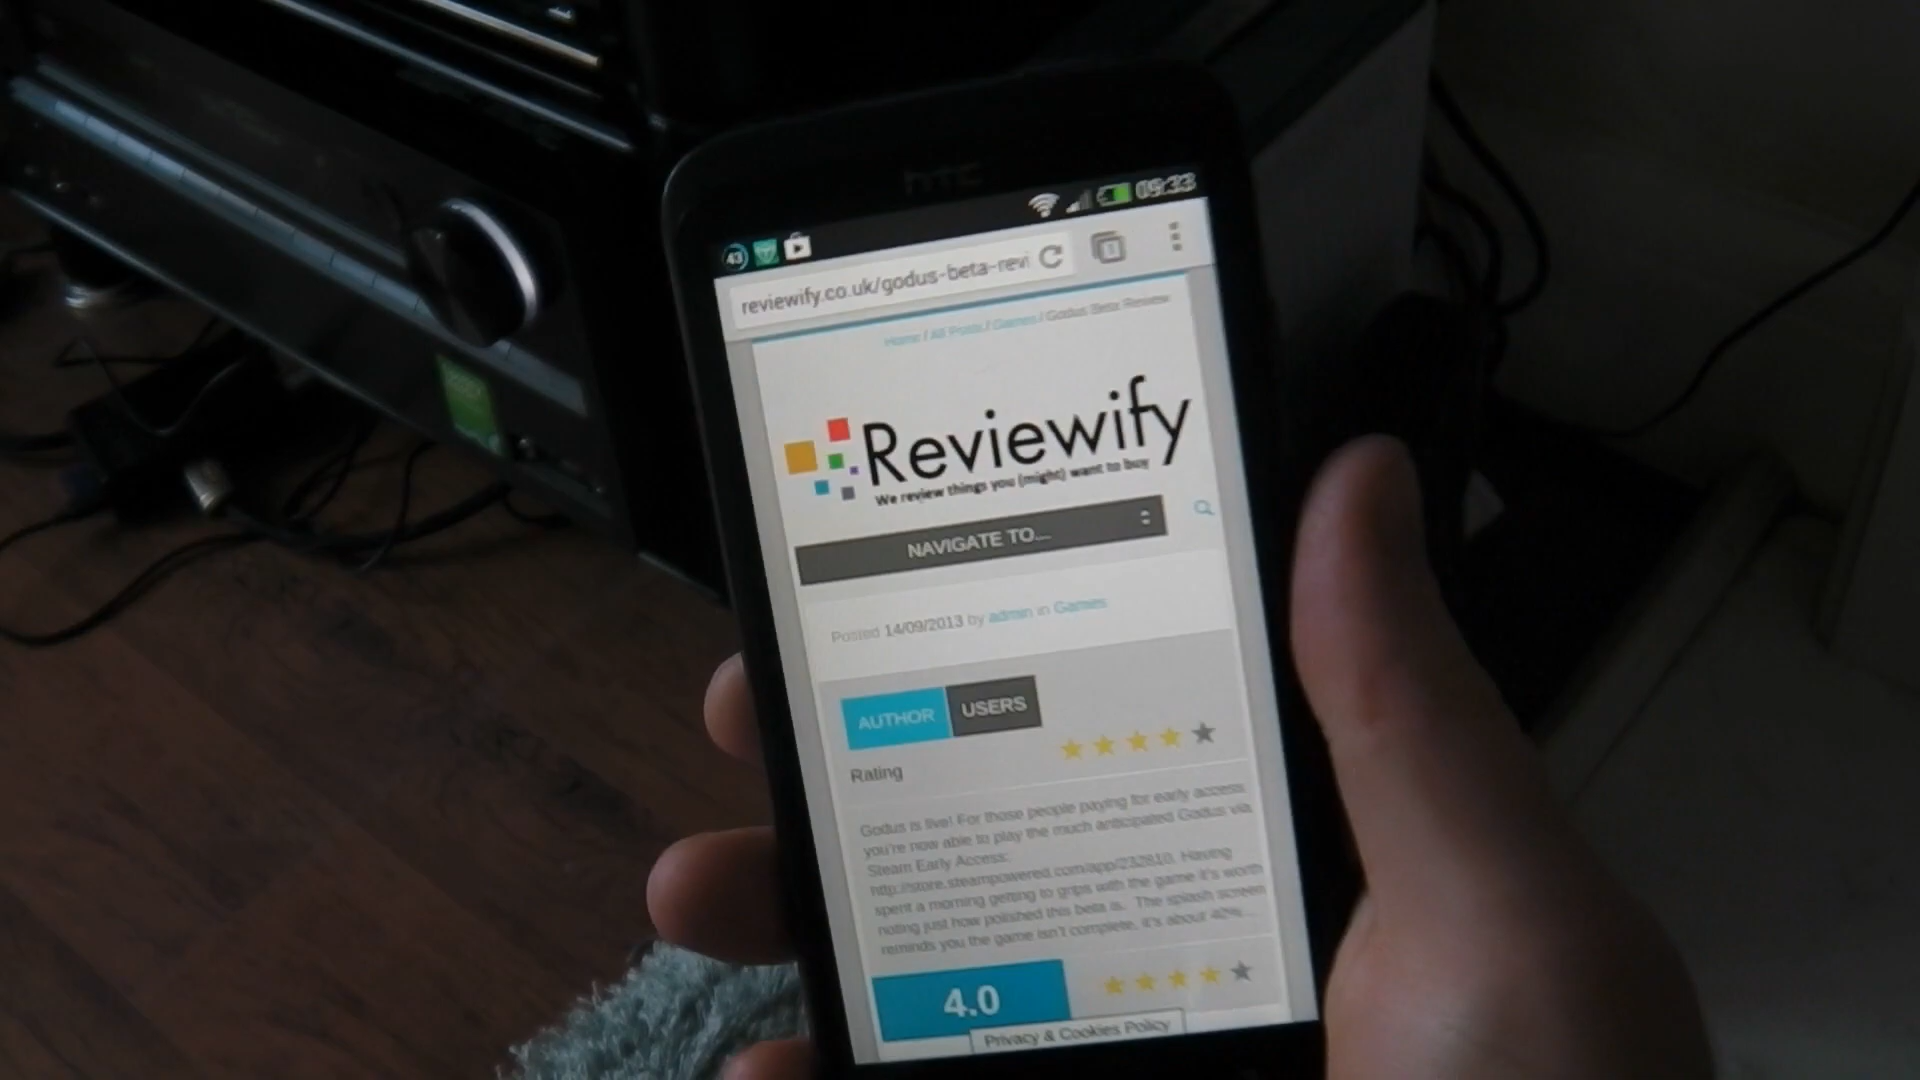 hTC
43
09:33
reviewify.co.uk/godus-beta-revi
1
Home / All Posts / Games / Godus Beta Review
Reviewify
We review things you (might) want to buy
NAVIGATE TO...
Posted 14/09/2013 by admin in Games
AUTHOR USERS
Rating
Godus is live! For those people paying for early access,
you're now able to play the much anticipated Godus via
Steam Early Access:
http://store.steampowered.com/app/232810. Having
spent a morning getting to grips with the game it's worth
noting just how polished this beta is. The splash screen
reminds you the game isn't complete, it's about 40%...
4.0
Privacy & Cookies Policy